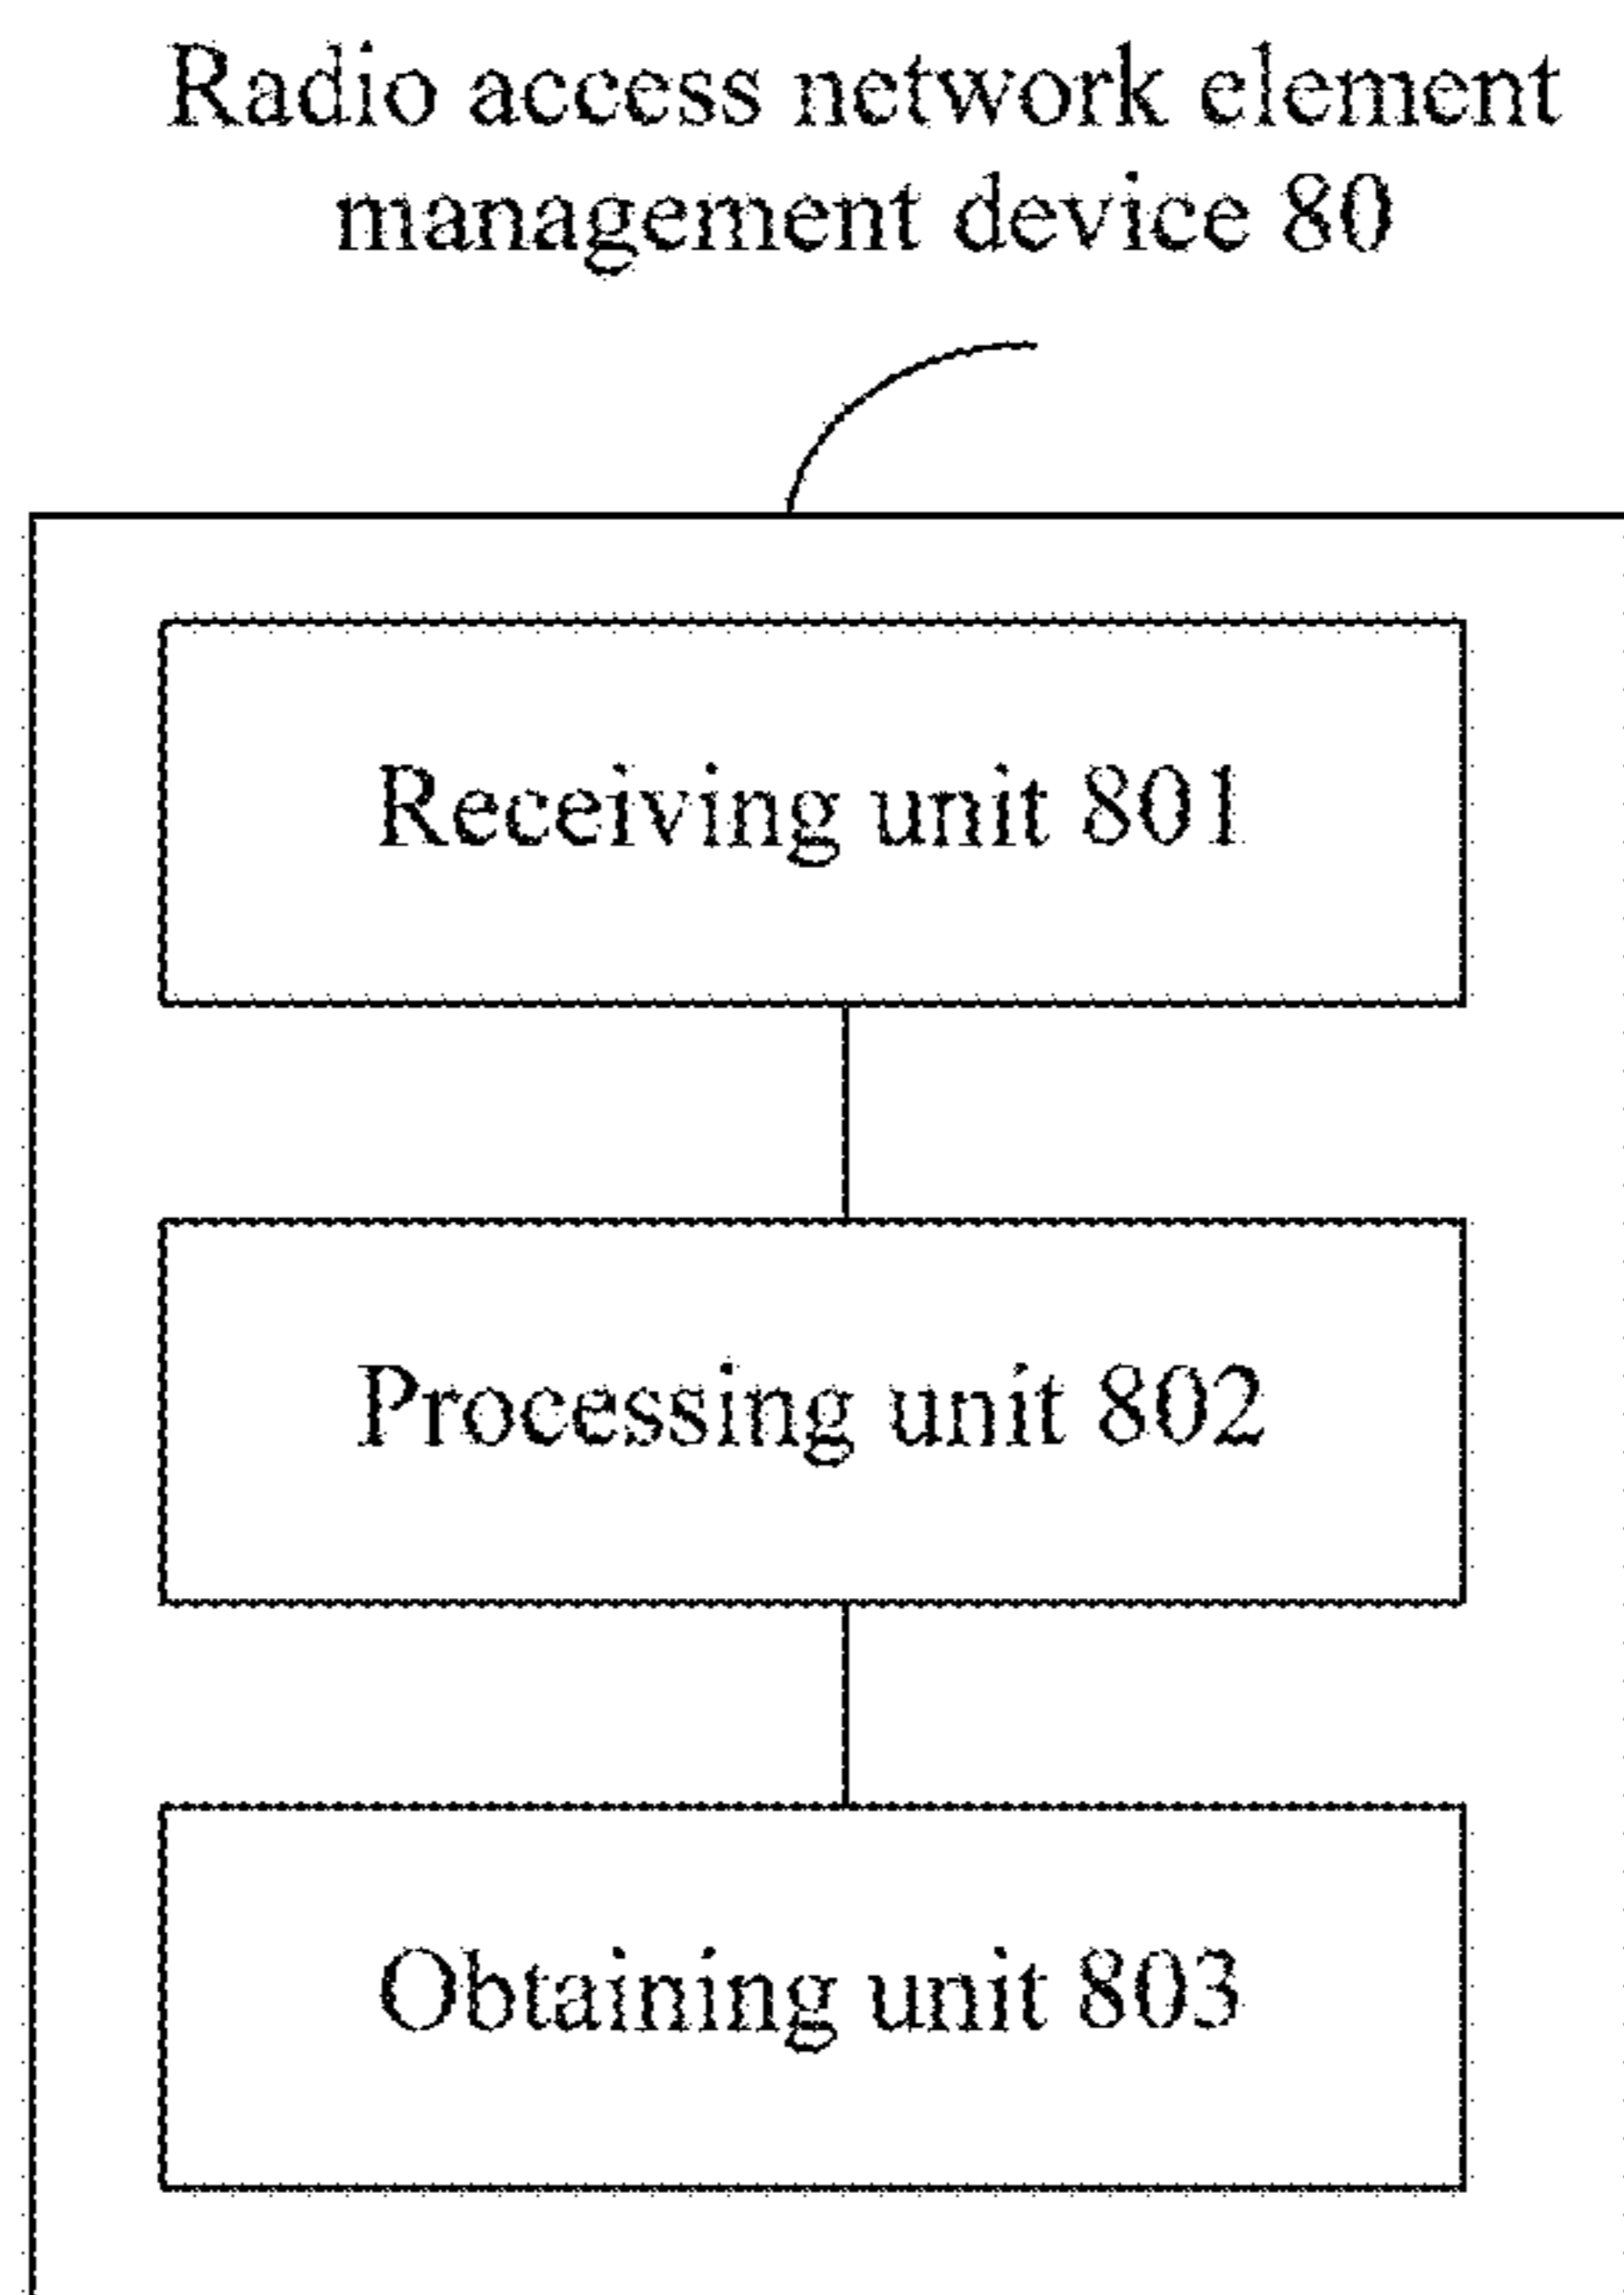 Radio access network element
management device 80
Receiving unit 801
Processing unit 802
Obtaining unit 803